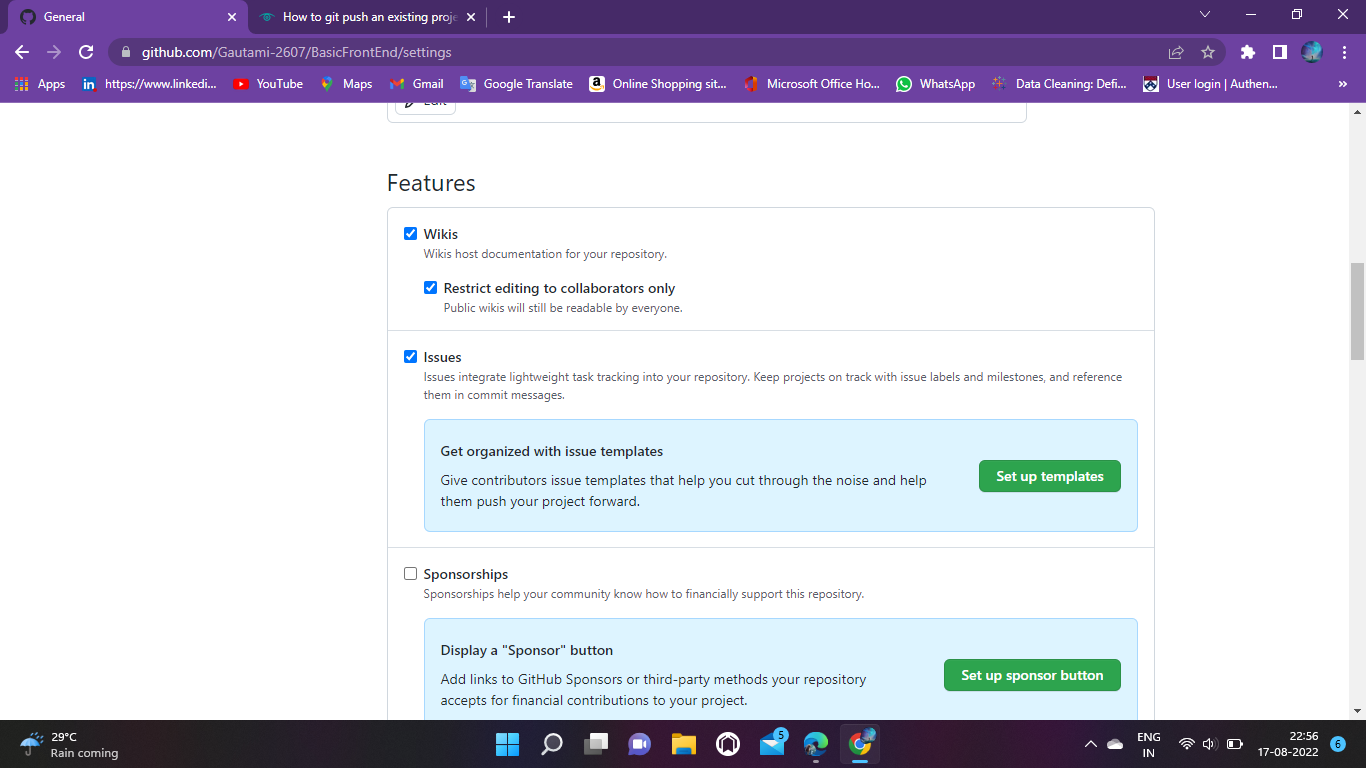 General
How to git push an existing proje
github.com/Gautami-2607/BasicFrontEnd/settings
Apps
https://www.linkedi...
YouTube
Maps
Gmail
Google Translate
Online Shopping sit...
Microsoft Office Ho...
WhatsApp
Data Cleaning: Defi...
User login | Authen...
»
Edit
Features
Wikis
Wikis host documentation for your repository.
Restrict editing to collaborators only
Public wikis will still be readable by everyone.
Issues
Issues integrate lightweight task tracking into your repository. Keep projects on track with issue labels and milestones, and reference
them in commit messages.
Get organized with issue templates
Give contributors issue templates that help you cut through the noise and help
them push your project forward.
Set up templates
Sponsorships
Sponsorships help your community know how to financially support this repository.
Display a "Sponsor" button
Add links to GitHub Sponsors or third-party methods your repository
accepts for financial contributions to your project.
Set up sponsor button
29°C
Rain coming
5
ENG
IN
22:56
17-08-2022
6